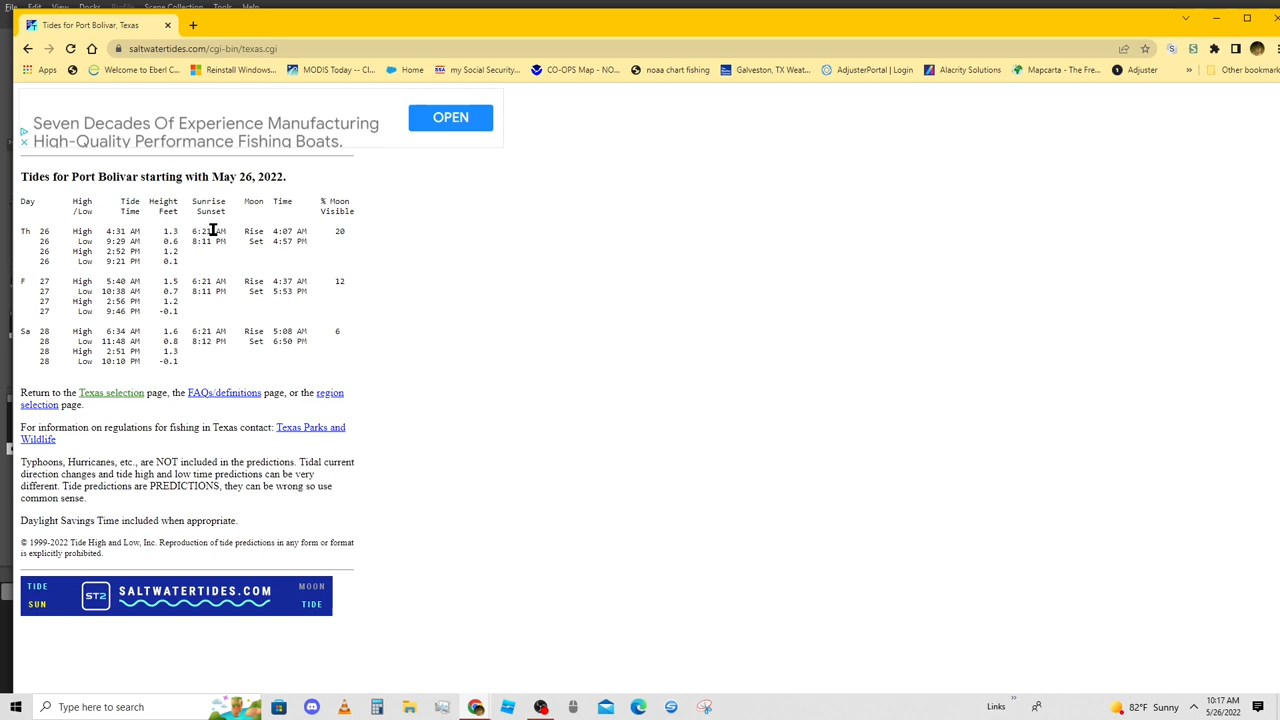 File Edit View Docks Profile Scene Collection Tools Help
Tides for Port Bolivar, Texas
saltwatertides.com/cgi-bin/texas.cgi
Apps Welcome to Eberl C... Reinstall Windows... MODIS Today -- Cl... Home my Social Security... CO-OPS Map - NO... noaa chart fishing Galveston, TX Weat... AdjusterPortal | Login Alacrity Solutions Mapcarta - The Fre... Adjuster » Other bookmark
Seven Decades Of Experience Manufacturing
High-Quality Performance Fishing Boats.
OPEN
Tides for Port Bolivar starting with May 26, 2022.
Day High Tide Height Sunrise Moon Time % Moon
/Low Time Feet Sunset Visible
Th 26 High 4:31 AM 1.3 6:21 AM Rise 4:07 AM 20
26 Low 9:29 AM 0.6 8:11 PM Set 4:57 PM
26 High 2:52 PM 1.2
26 Low 9:21 PM 0.1
F 27 High 5:40 AM 1.5 6:21 AM Rise 4:37 AM 12
27 Low 10:38 AM 0.7 8:11 PM Set 5:53 PM
27 High 2:56 PM 1.2
27 Low 9:46 PM -0.1
Sa 28 High 6:34 AM 1.6 6:21 AM Rise 5:08 AM 6
28 Low 11:48 AM 0.8 8:12 PM Set 6:50 PM
28 High 2:51 PM 1.3
28 Low 10:10 PM -0.1
Return to the Texas selection page, the FAQs/definitions page, or the region
selection page.
For information on regulations for fishing in Texas contact: Texas Parks and
Wildlife
Typhoons, Hurricanes, etc., are NOT included in the predictions. Tidal current
direction changes and tide high and low time predictions can be very
different. Tide predictions are PREDICTIONS, they can be wrong so use
common sense.
Daylight Savings Time included when appropriate.
© 1999-2022 Tide High and Low, Inc. Reproduction of tide predictions in any form or format
is explicitly prohibited.
TIDE SALTWATERTIDES.COM MOON
SUN ST2 TIDE
Type here to search
Links
82°F Sunny
10:17 AM
5/26/2022